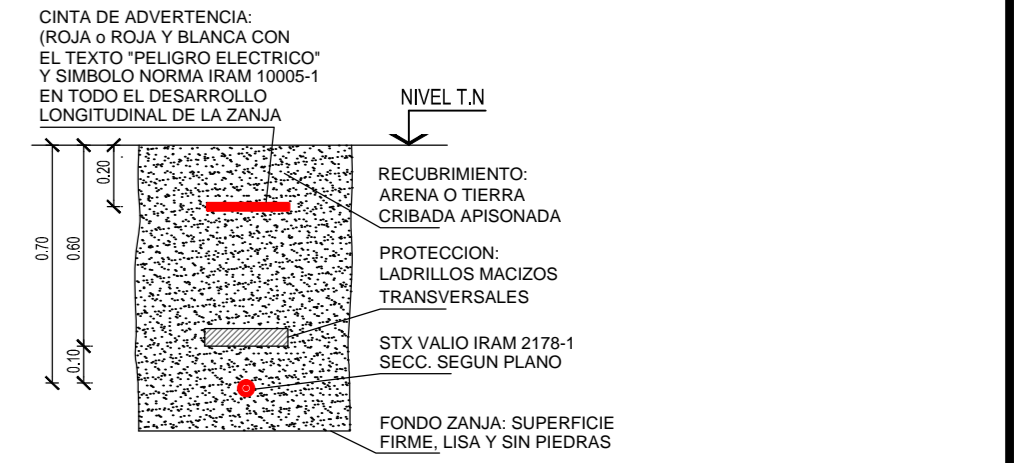 CINTA DE ADVERTENCIA:
(ROJA o ROJA Y BLANCA CON
EL TEXTO "PELIGRO ELECTRICO"
Y SIMBOLO NORMA IRAM 10005-1
EN TODO EL DESARROLLO
LONGITUDINAL DE LA ZANJA
NIVEL T.N
RECUBRIMIENTO:
ARENA O TIERRA
CRIBADA APISONADA
PROTECCION:
LADRILLOS MACIZOS
TRANSVERSALES
STX VALIO IRAM 2178-1
SECC. SEGUN PLANO
FONDO ZANJA: SUPERFICIE
FIRME, LISA Y SIN PIEDRAS
0.20
0.70
0.60
0.10